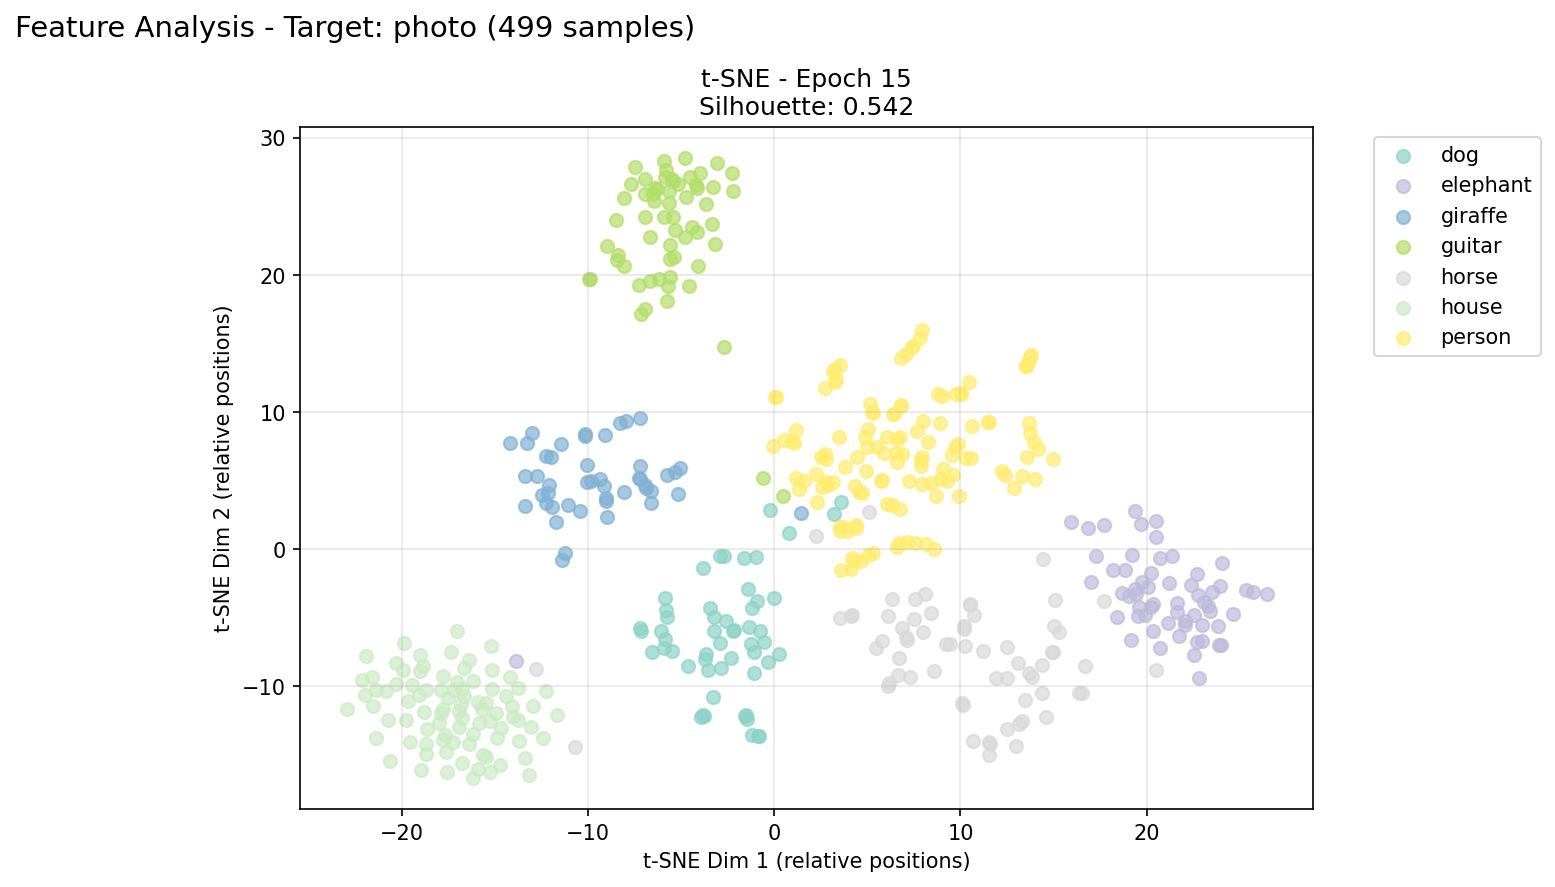 Feature Analysis - Target: photo (499 samples)
t-SNE - Epoch 15
Silhouette: 0.542
dog
elephant
giraffe
guitar
horse
house
person
30
20
10
0
−10
t-SNE Dim 2 (relative positions)
−20
−10
0
10
20
t-SNE Dim 1 (relative positions)